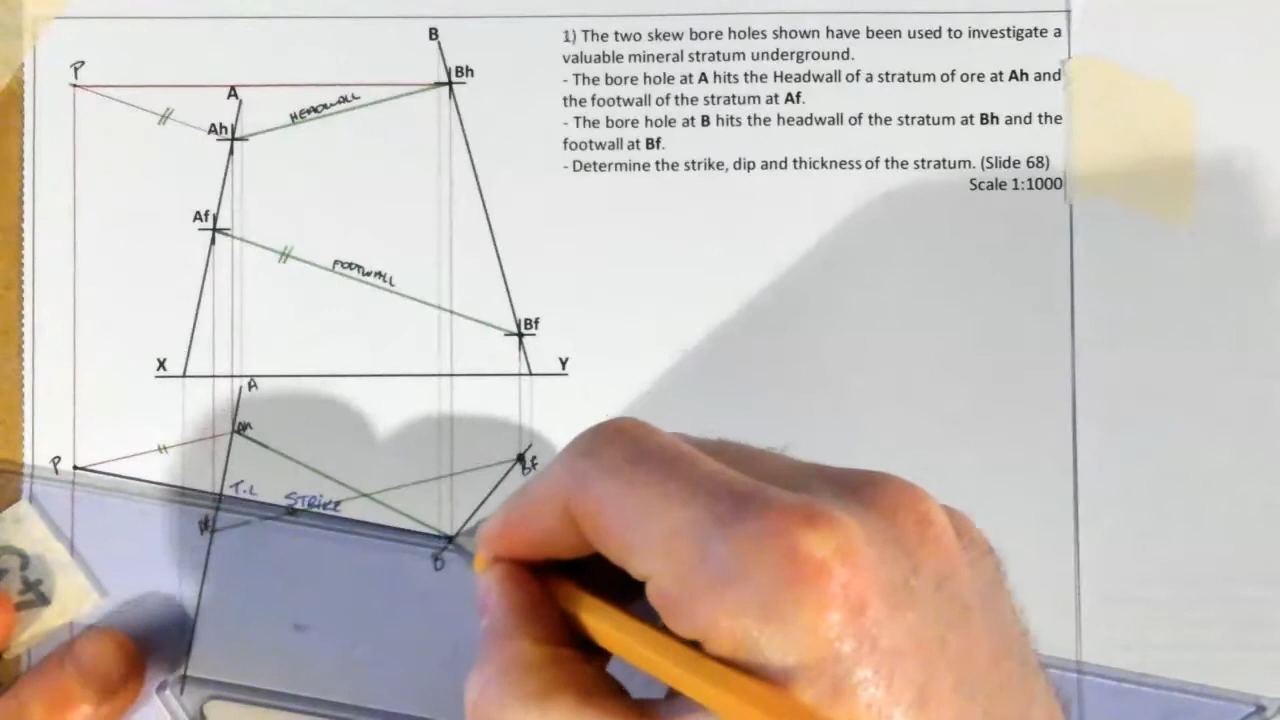 1) The two skew bore holes shown have been used to investigate a
valuable mineral stratum underground.
- The bore hole at A hits the Headwall of a stratum of ore at Ah and
the footwall of the stratum at Af.
- The bore hole at B hits the headwall of the stratum at Bh and the
footwall at Bf.
- Determine the strike, dip and thickness of the stratum. (Slide 68)
Scale 1:1000
B
P
Bh
A
HEADWALL
Ah
Af
FOOTWALL
Bf
X
Y
A
Ah
P
Bf
T.L
STRIKE
Af
B